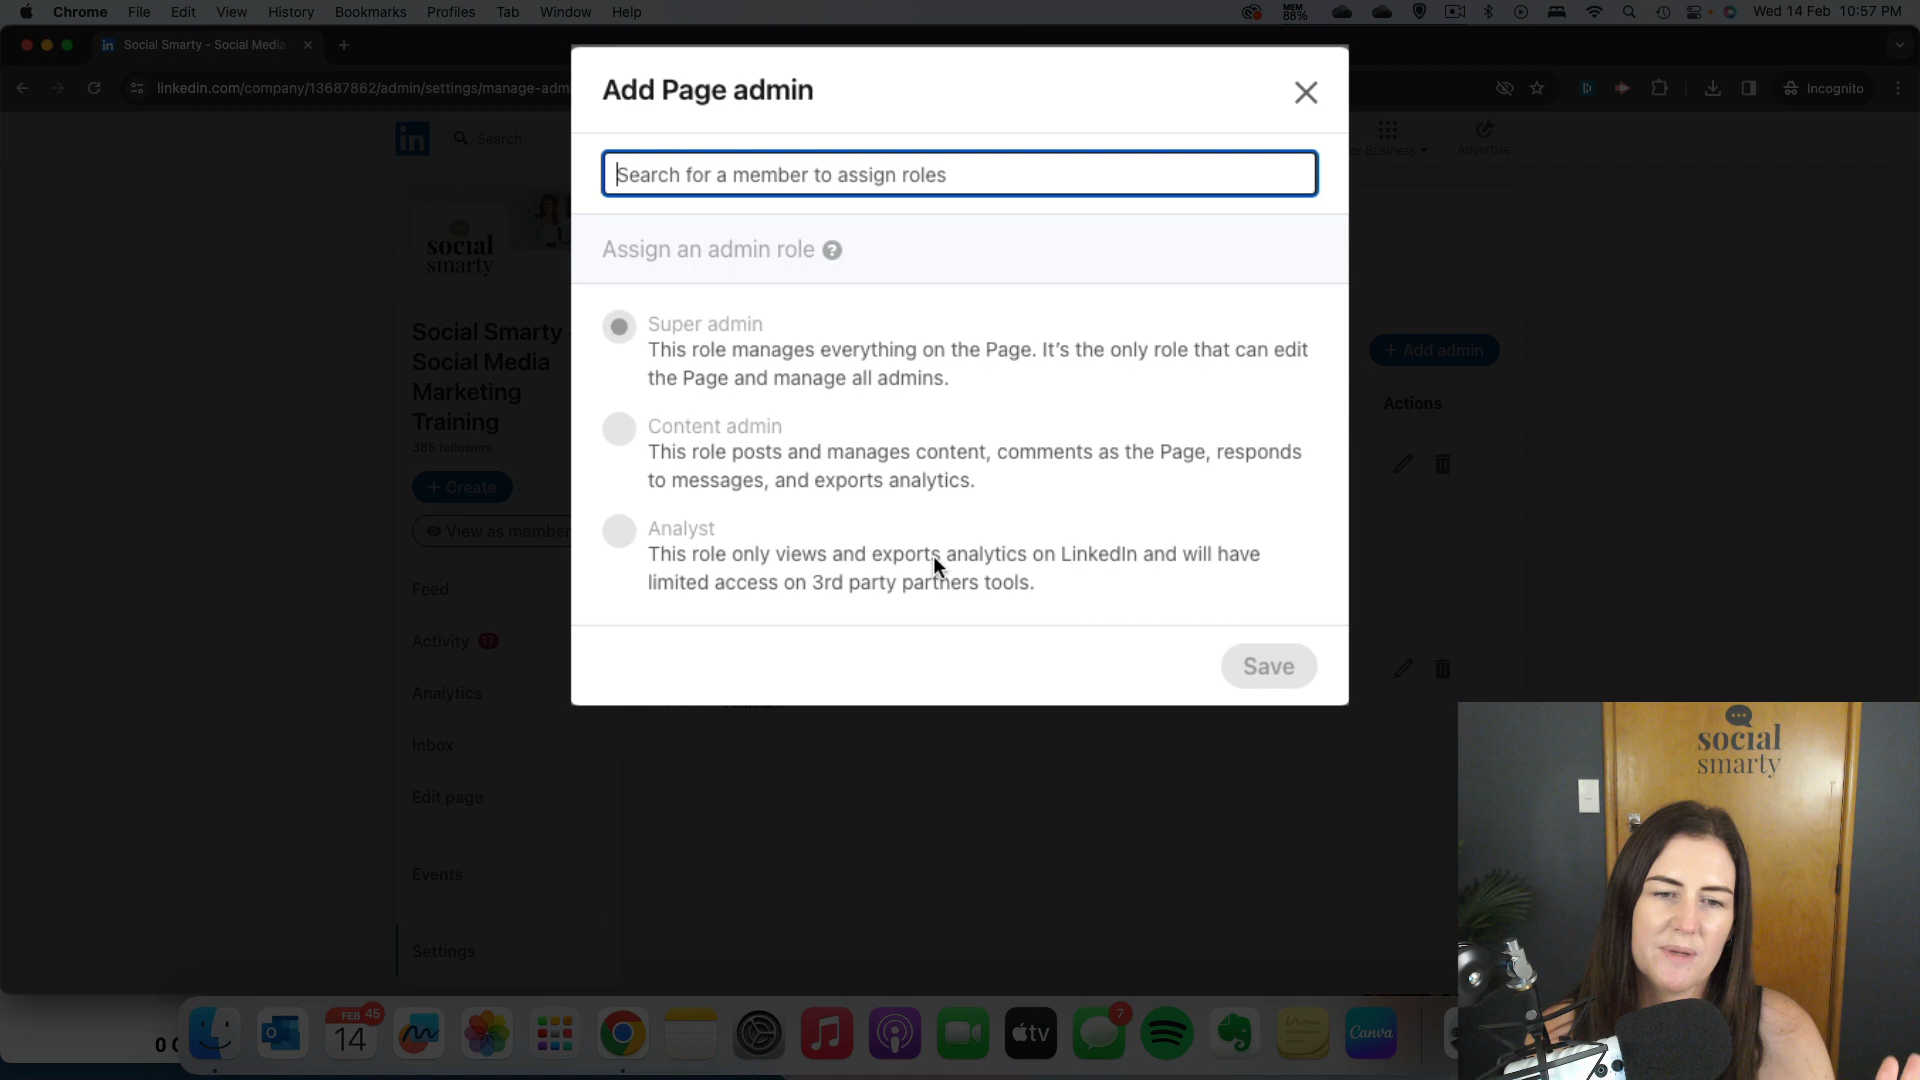 Chrome File Edit View History Bookmarks Profiles Tab Window Help
MEM
88%
Wed 14 Feb 10:57 PM
Social Smarty - Social Media
linkedin.com/company/13687862/admin/settings/manage-adm
Incognito
in
Search
or Business
Advertise
Add Page admin
Search for a member to assign roles
Assign an admin role ?
Super admin
This role manages everything on the Page. It's the only role that can edit
the Page and manage all admins.
Content admin
This role posts and manages content, comments as the Page, responds
to messages, and exports analytics.
Analyst
This role only views and exports analytics on LinkedIn and will have
limited access on 3rd party partners tools.
Save
social
smarty
Social Smarty -
Social Media
Marketing
Training
385 followers
+ Create
View as member
Feed
Activity 17
Analytics
Inbox
Edit page
Events
Settings
+ Add admin
Actions
social
smarty
FEB 45
14
tv
7
Canva